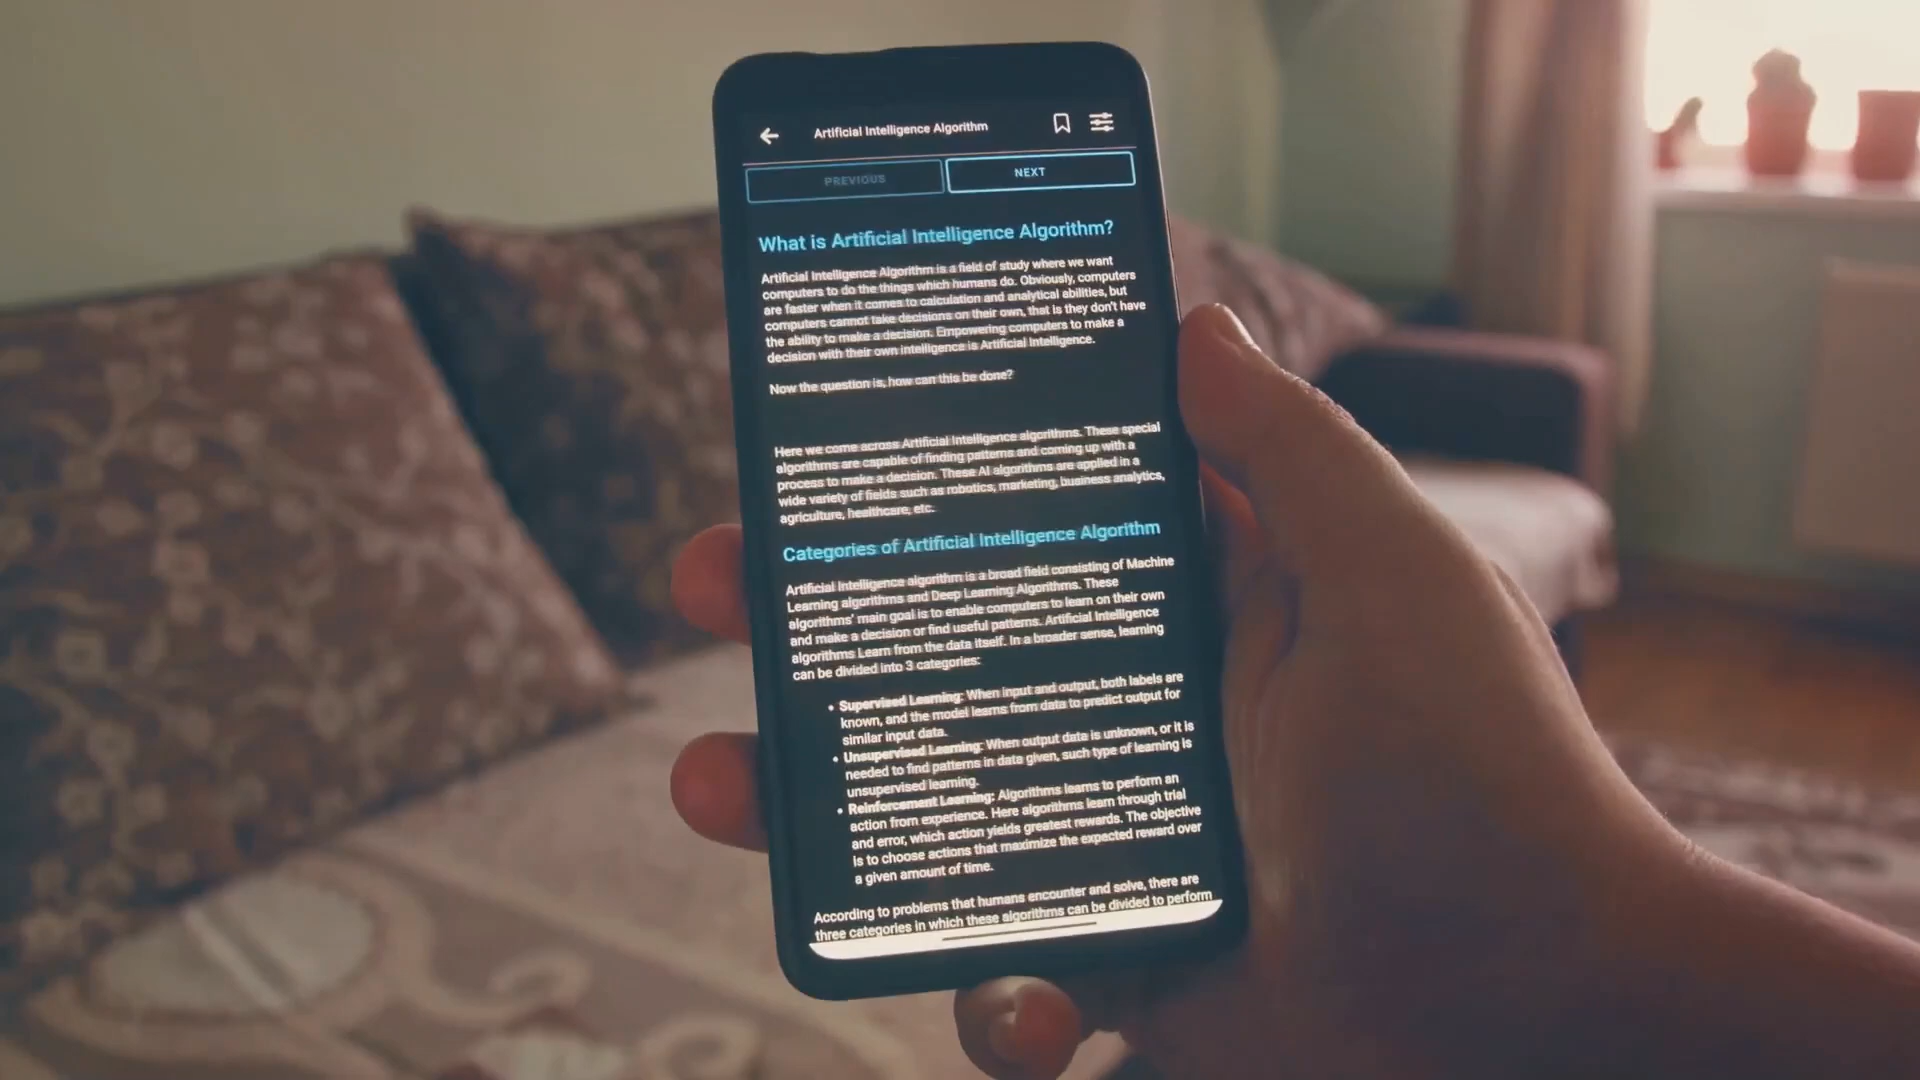 Artificial Intelligence Algorithm
PREVIOUS
NEXT
What is Artificial Intelligence Algorithm?
Artificial Intelligence Algorithm is a field of study where we want
computers to do the things which humans do. Obviously, computers
are faster when it comes to calculation and analytical abilities, but
computers cannot take decisions on their own, that is they don't have
the ability to make a decision. Empowering computers to make a
decision with their own intelligence is Artificial Intelligence.
Now the question is, how can this be done?
Here we come across Artificial Intelligence algorithms. These special
algorithms are capable of finding patterns and coming up with a
process to make a decision. These AI algorithms are applied in a
wide variety of fields such as robotics, marketing, business analytics,
agriculture, healthcare, etc.
Categories of Artificial Intelligence Algorithm
Artificial Intelligence algorithm is a broad field consisting of Machine
Learning algorithms and Deep Learning Algorithms. These
algorithms' main goal is to enable computers to learn on their own
and make a decision or find useful patterns. Artificial Intelligence
algorithms Learn from the data itself. In a broader sense, learning
can be divided into 3 categories:
• Supervised Learning: When input and output, both labels are
known, and the model learns from data to predict output for
similar input data.
• Unsupervised Learning: When output data is unknown, or it is
needed to find patterns in data given, such type of learning is
unsupervised learning.
• Reinforcement Learning: Algorithms learns to perform an
action from experience. Here algorithms learn through trial
and error, which action yields greatest rewards. The objective
is to choose actions that maximize the expected reward over
a given amount of time.
According to problems that humans encounter and solve, there are
three categories in which these algorithms can be divided to perform